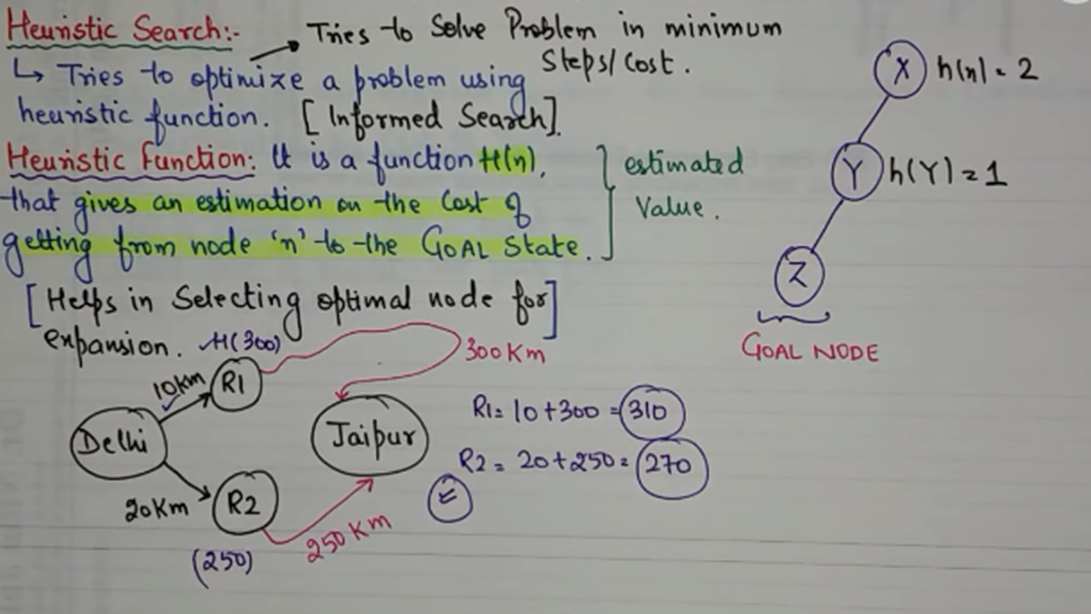 Heuristic Search:-
Tries to Solve Problem in minimum
Steps/Cost.
↳ Tries to optimize a problem using
heuristic function. [Informed Search].
Heuristic Function: It is a function H(n),
that gives an estimation on the Cost of
getting from node 'n' to the GOAL State.
estimated
Value.
[Helps in Selecting optimal node for
expansion.]
X h(n) = 2
Y h(Y) = 1
Z
GOAL NODE
H(300)
300 Km
10Km
R1
Delhi
Jaipur
R1 = 10+300 = 310
R2 = 20+250 = 270
20Km
R2
250 Km
(250)